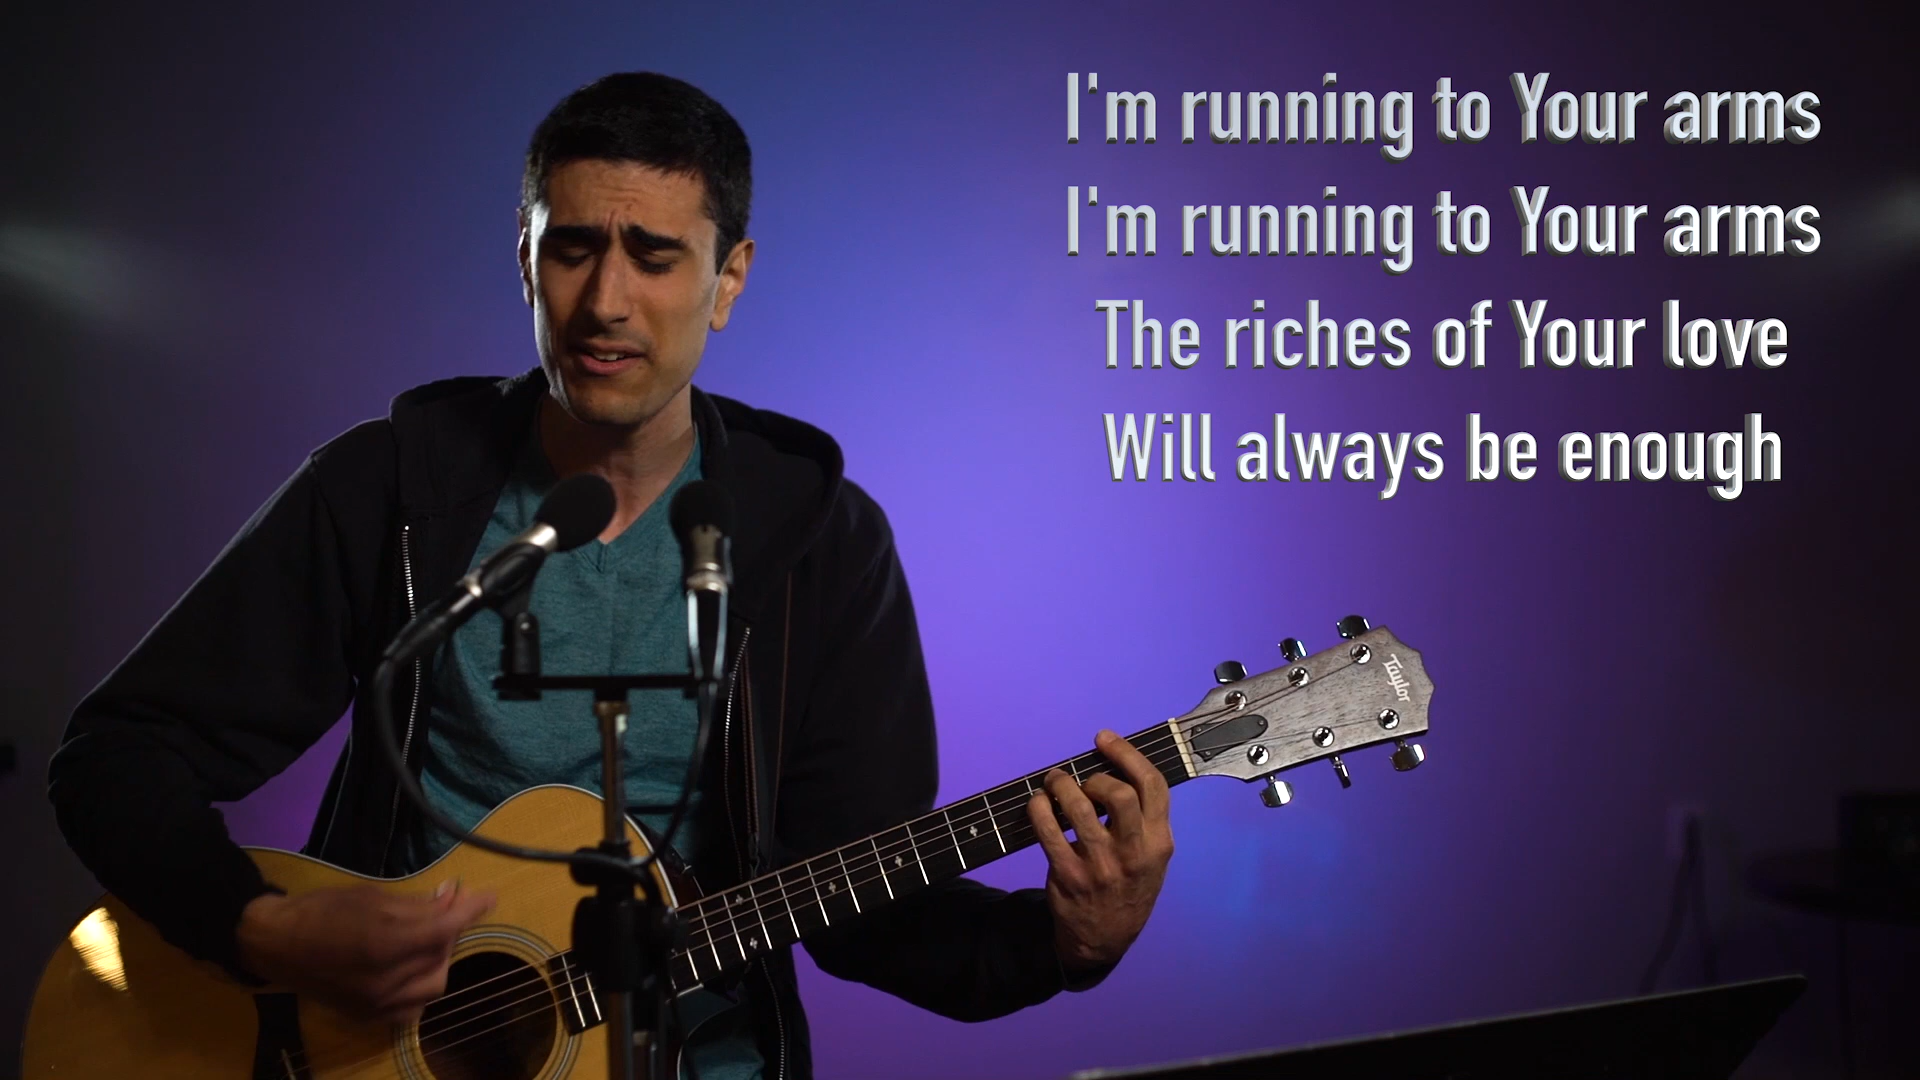 I'm running to Your arms
I'm running to Your arms
The riches of Your love
Will always be enough
Taylor